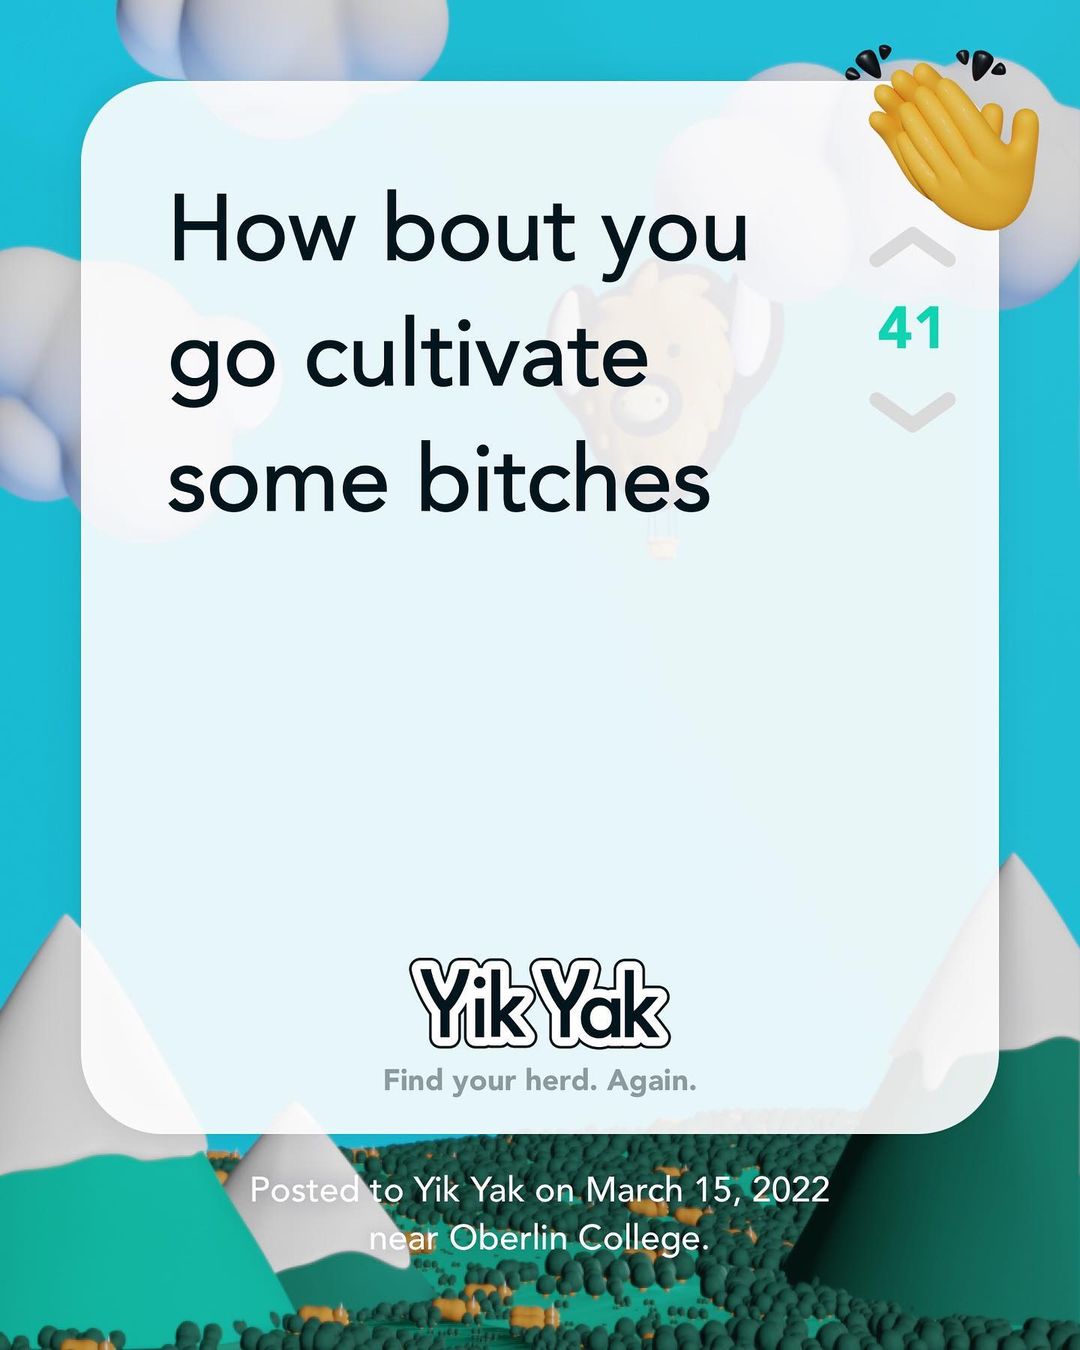 How bout you
go cultivate
some bitches
41
Yik Yak
Find your herd. Again.
Posted to Yik Yak on March 15, 2022
near Oberlin College.